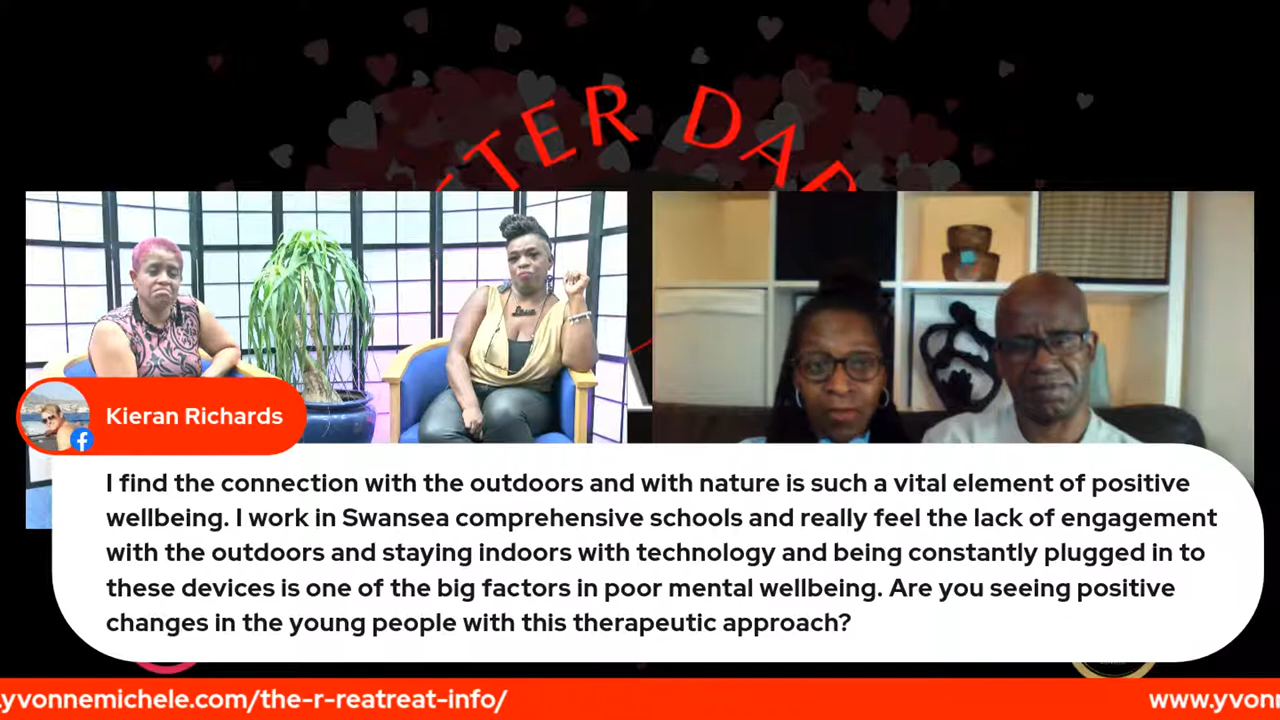 TER DAR
Kieran Richards
I find the connection with the outdoors and with nature is such a vital element of positive
wellbeing. I work in Swansea comprehensive schools and really feel the lack of engagement
with the outdoors and staying indoors with technology and being constantly plugged in to
these devices is one of the big factors in poor mental wellbeing. Are you seeing positive
changes in the young people with this therapeutic approach?
.yvonnemichele.com/the-r-reatreat-info/
www.yvonn